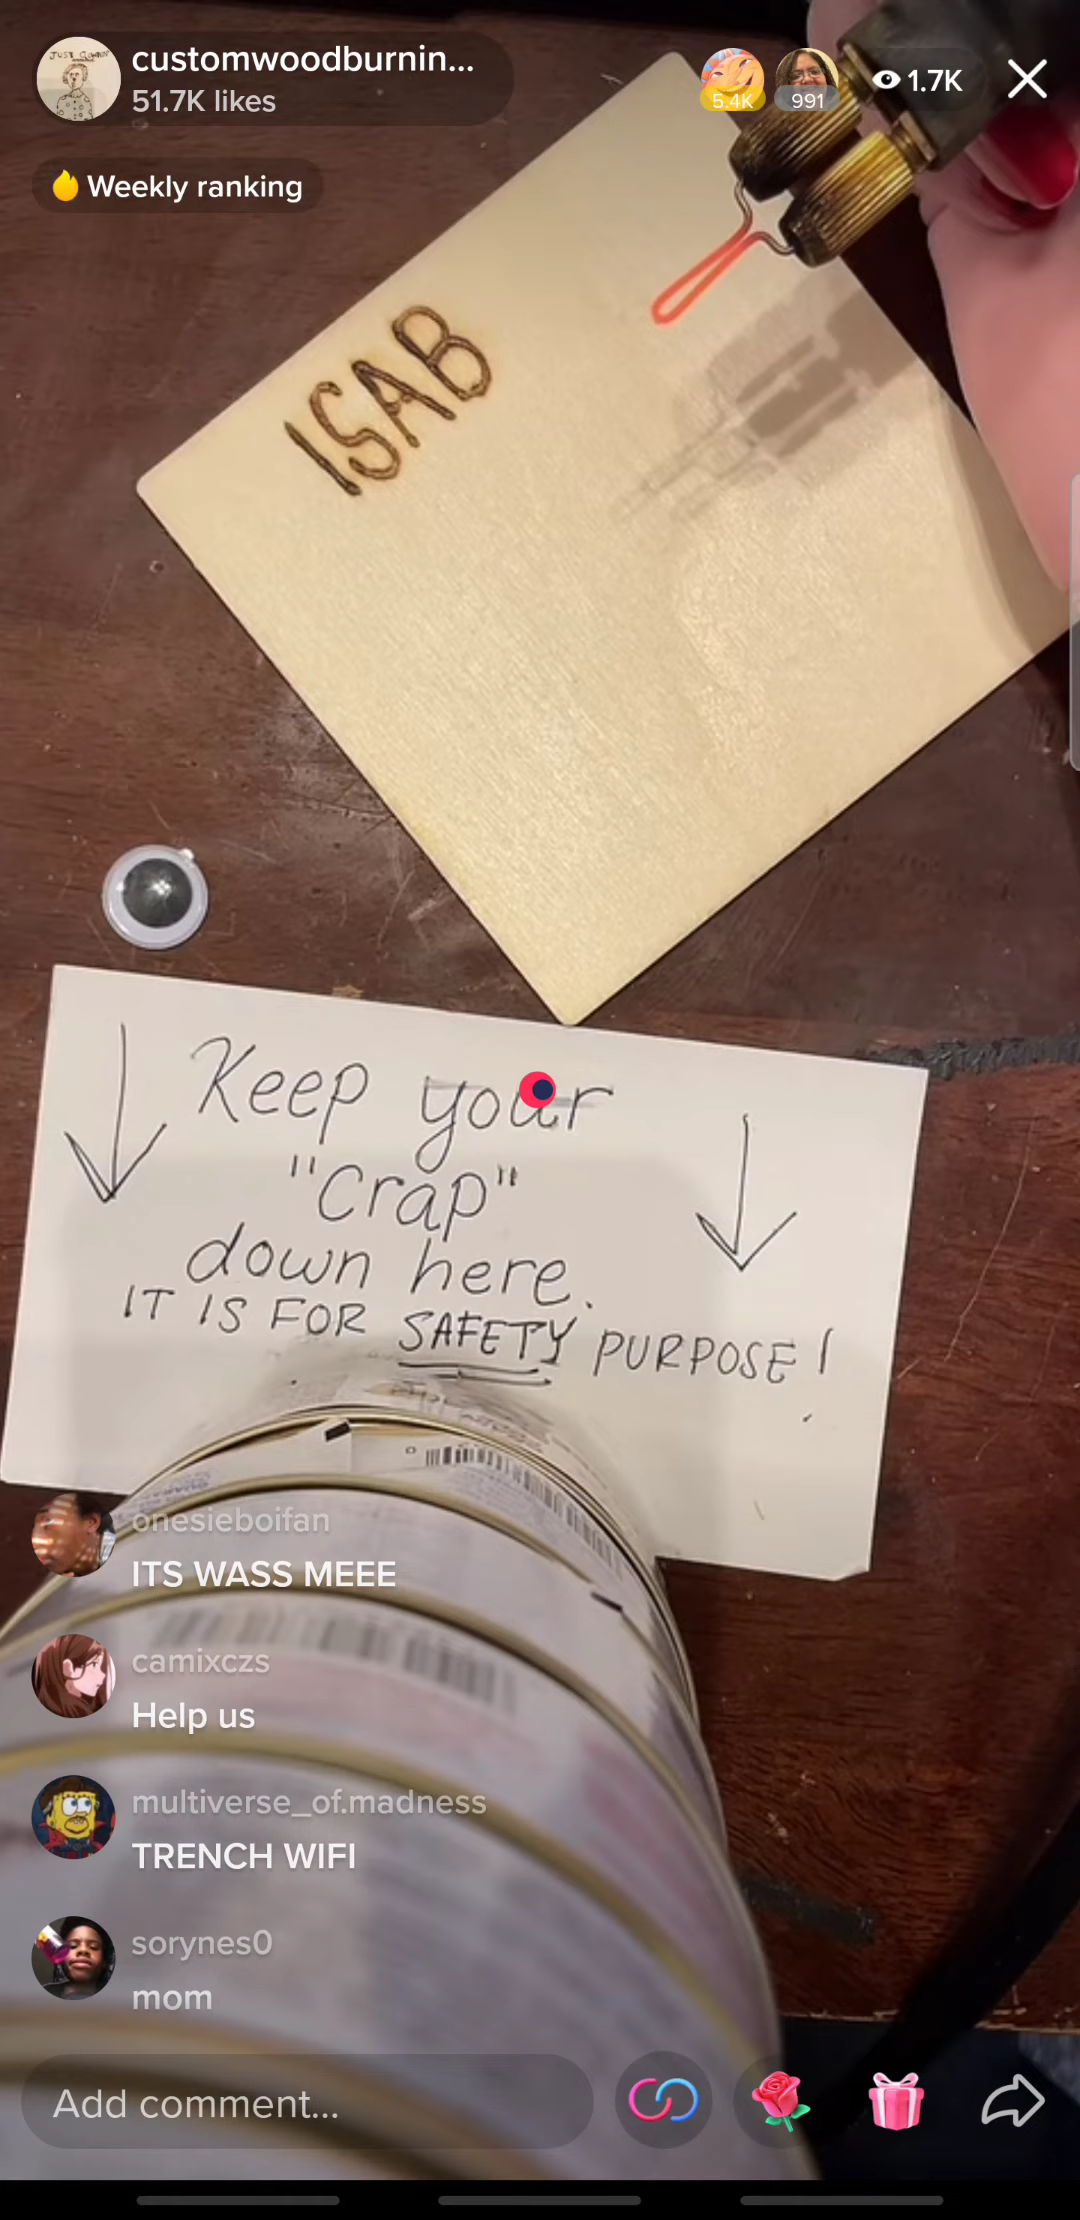 customwoodburnin...
51.7K likes
5.4K
991
1.7K
Weekly ranking
ISAB
Keep your
"Crap"
down here.
IT IS FOR SAFETY PURPOSE!
onesieboifan
ITS WASS MEEE
camixczs
Help us
multiverse_of.madness
TRENCH WIFI
sorynes0
mom
Add comment...